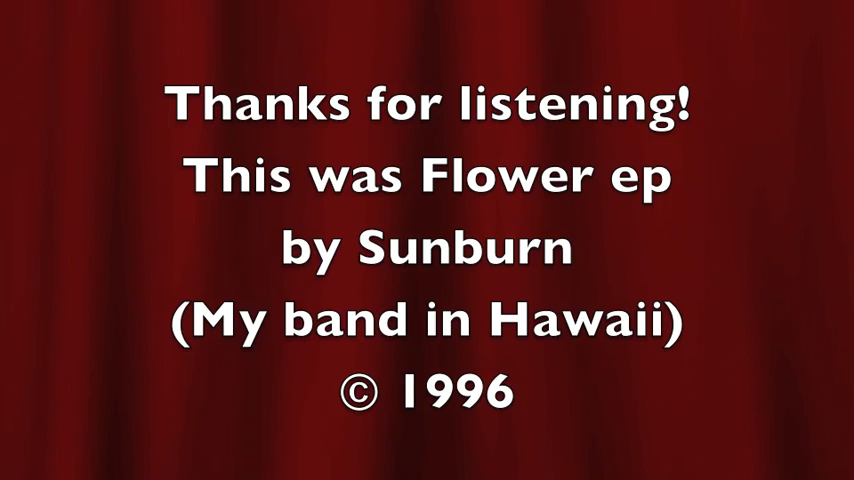 Thanks for listening!
This was Flower ep
by Sunburn
(My band in Hawaii)
© 1996